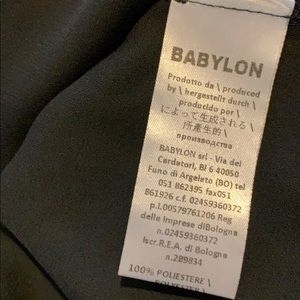 BABYLON
Prodotto da \ produced
by \ hergestellt durch \
producido por \
によって生成される \
所產生的 \
производства
BABYLON srl - Via dei
Cardatori, BI 6 40050
Funo di Argelato (BO) tel
051 862395 fax051
861926 c.f. 02459360372
p.I.00579761206 Reg
delle Imprese diBologna
n.02459360372
Iscr.R.E.A. di Bologna
n.289834
100% POLIESTERE \